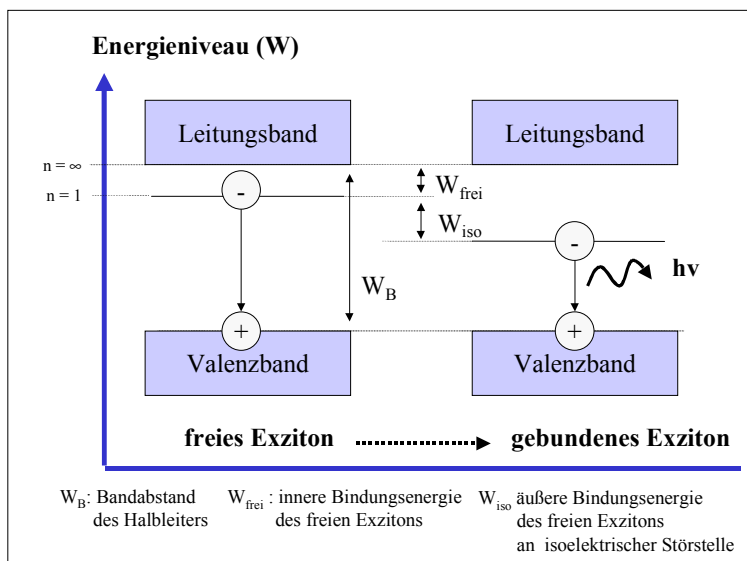 Energieniveau (W)
Leitungsband
Leitungsband
n = ∞
n = 1
-
W_frei
W_iso
-
hν
W_B
+
+
Valenzband
Valenzband
freies Exziton
gebundenes Exziton
W_B: Bandabstand
des Halbleiters
W_frei : innere Bindungsenergie
des freien Exzitons
W_iso äußere Bindungsenergie
des freien Exzitons
an isoelektrischer Störstelle